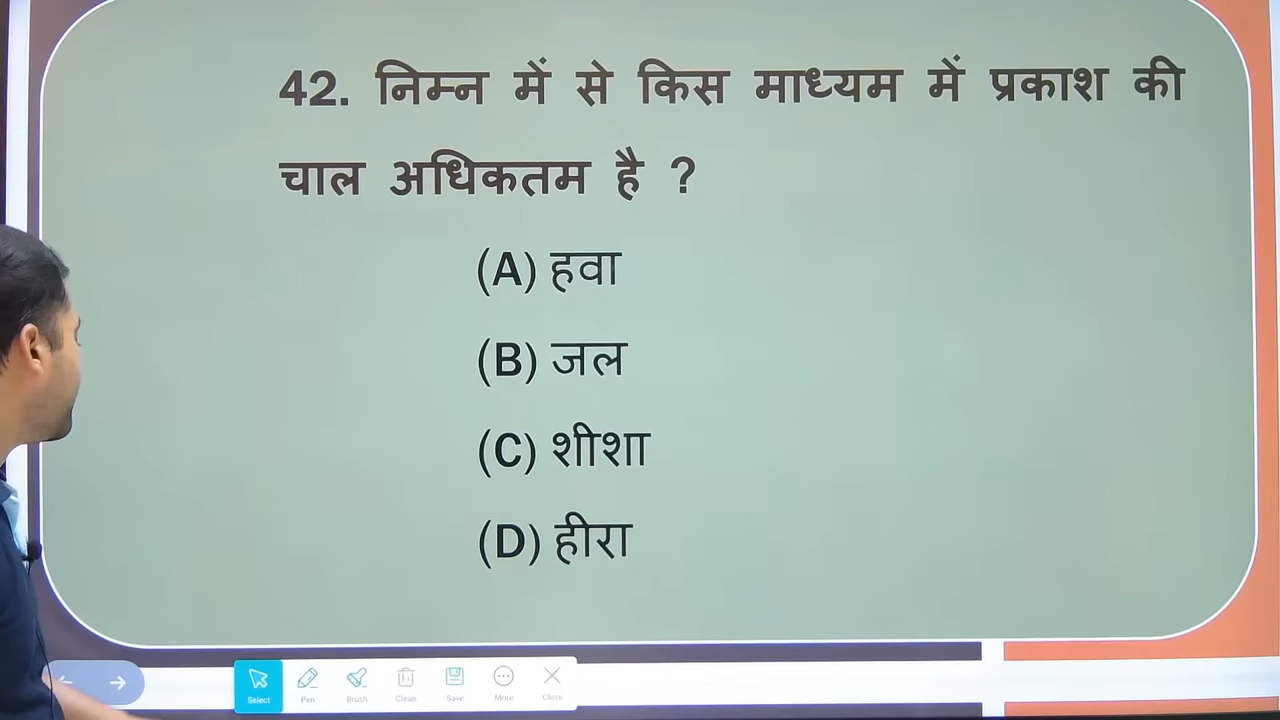 42. निम्न में से किस माध्यम में प्रकाश की
चाल अधिकतम है ?
(A) हवा
(B) जल
(C) शीशा
(D) हीरा
Select Pen Brush Clean Save More Close